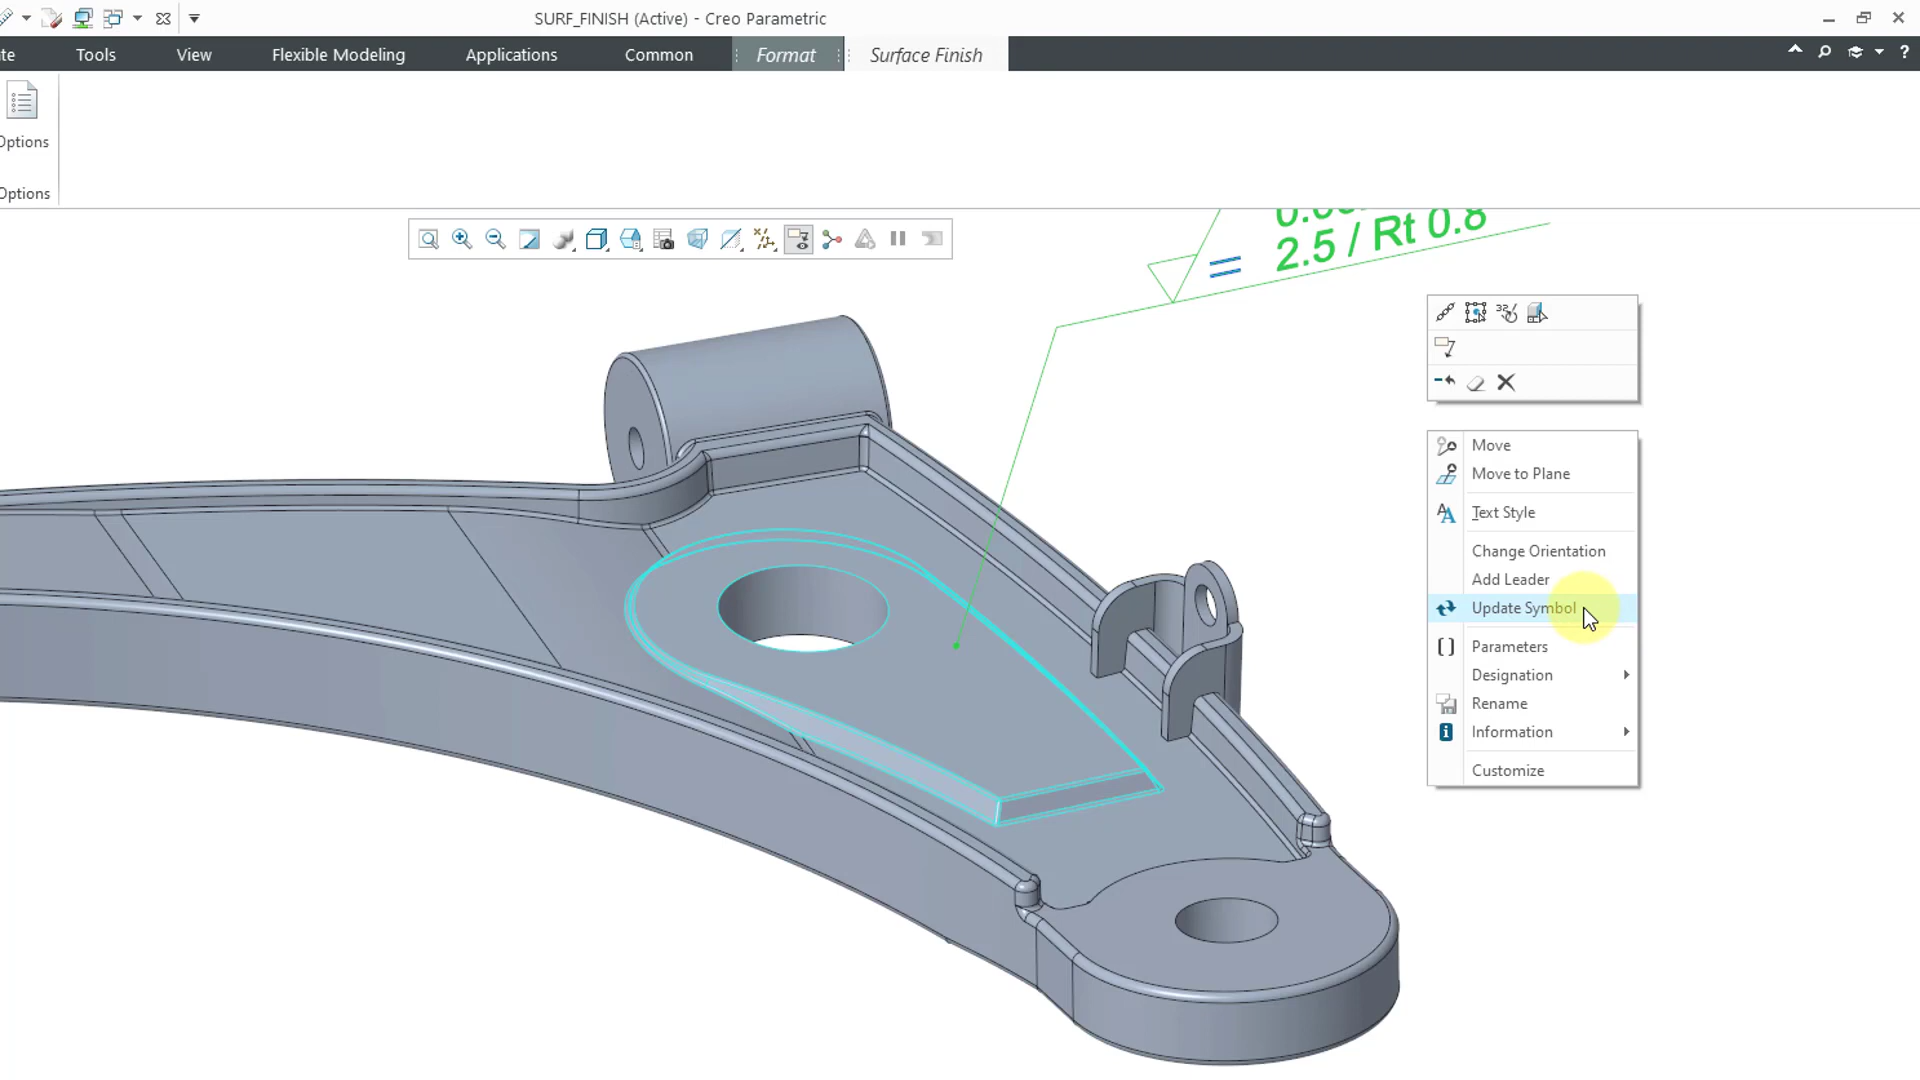 SURF_FINISH (Active) - Creo Parametric
te Tools View Flexible Modeling Applications Common Format Surface Finish
?
Options
Options
2.5 / Rt 0.8
32
Move
Move to Plane
Text Style
Change Orientation
Add Leader
Update Symbol
Parameters
Designation
Rename
Information
Customize